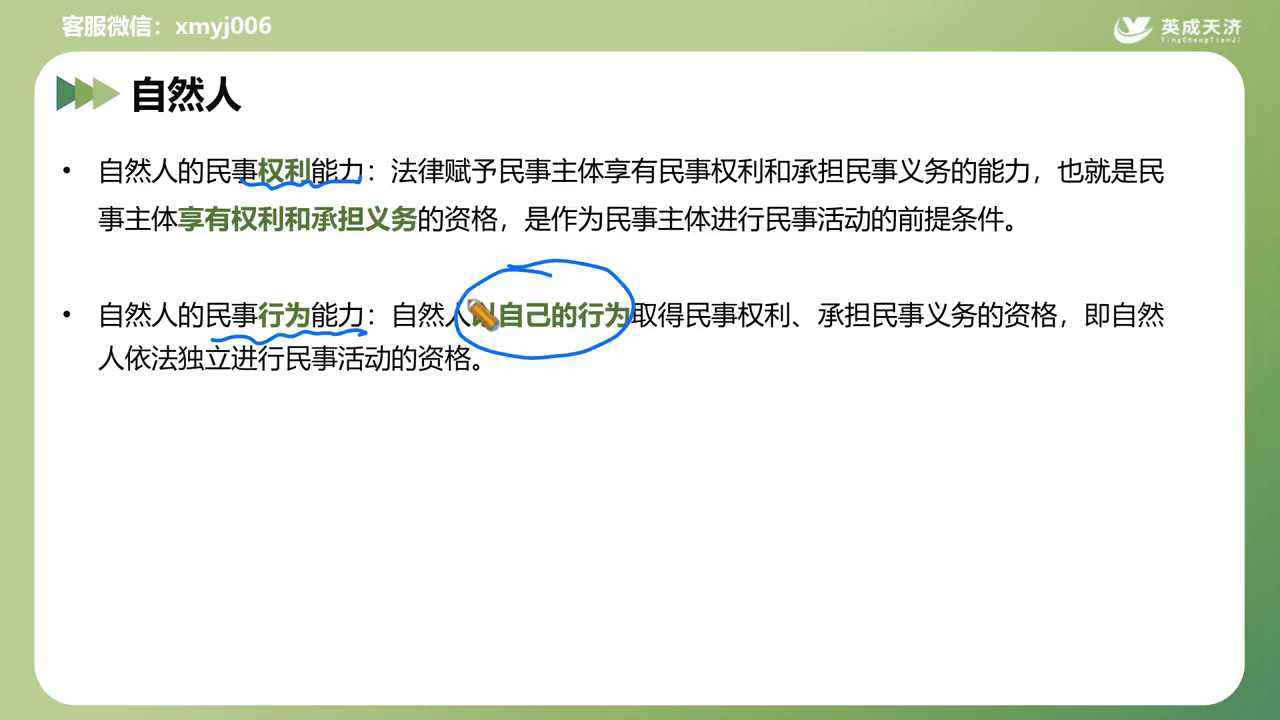 客服微信：xmyj006
英成天济
YingChengTianJi
自然人
• 自然人的民事权利能力：法律赋予民事主体享有民事权利和承担民事义务的能力，也就是民
事主体享有权利和承担义务的资格，是作为民事主体进行民事活动的前提条件。
• 自然人的民事行为能力：自然人以自己的行为取得民事权利、承担民事义务的资格，即自然
人依法独立进行民事活动的资格。